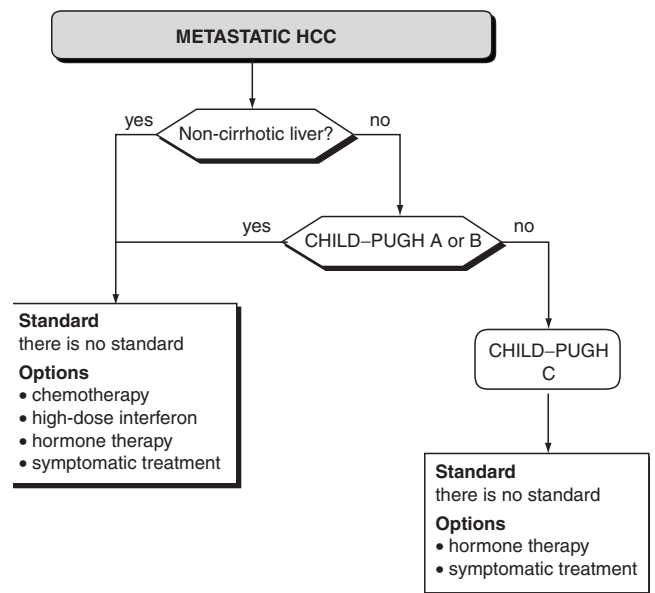 METASTATIC HCC
yes
Non-cirrhotic liver?
no
yes
CHILD–PUGH A or B
no
Standard
there is no standard
Options
• chemotherapy
• high-dose interferon
• hormone therapy
• symptomatic treatment
CHILD–PUGH
C
Standard
there is no standard
Options
• hormone therapy
• symptomatic treatment